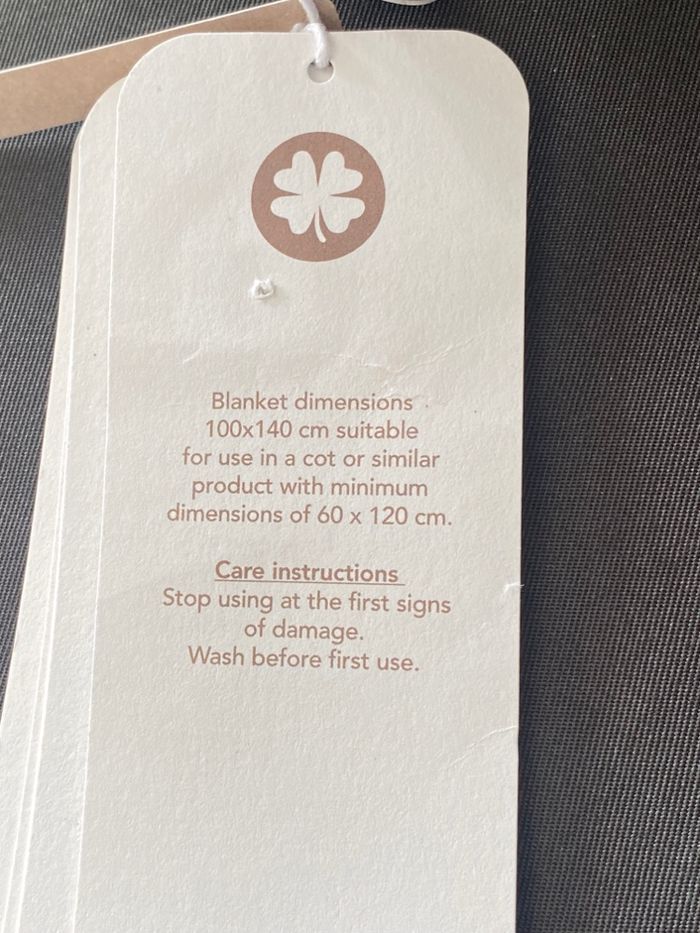 Blanket dimensions
100x140 cm suitable
for use in a cot or similar
product with minimum
dimensions of 60 x 120 cm.
Care instructions
Stop using at the first signs
of damage.
Wash before first use.